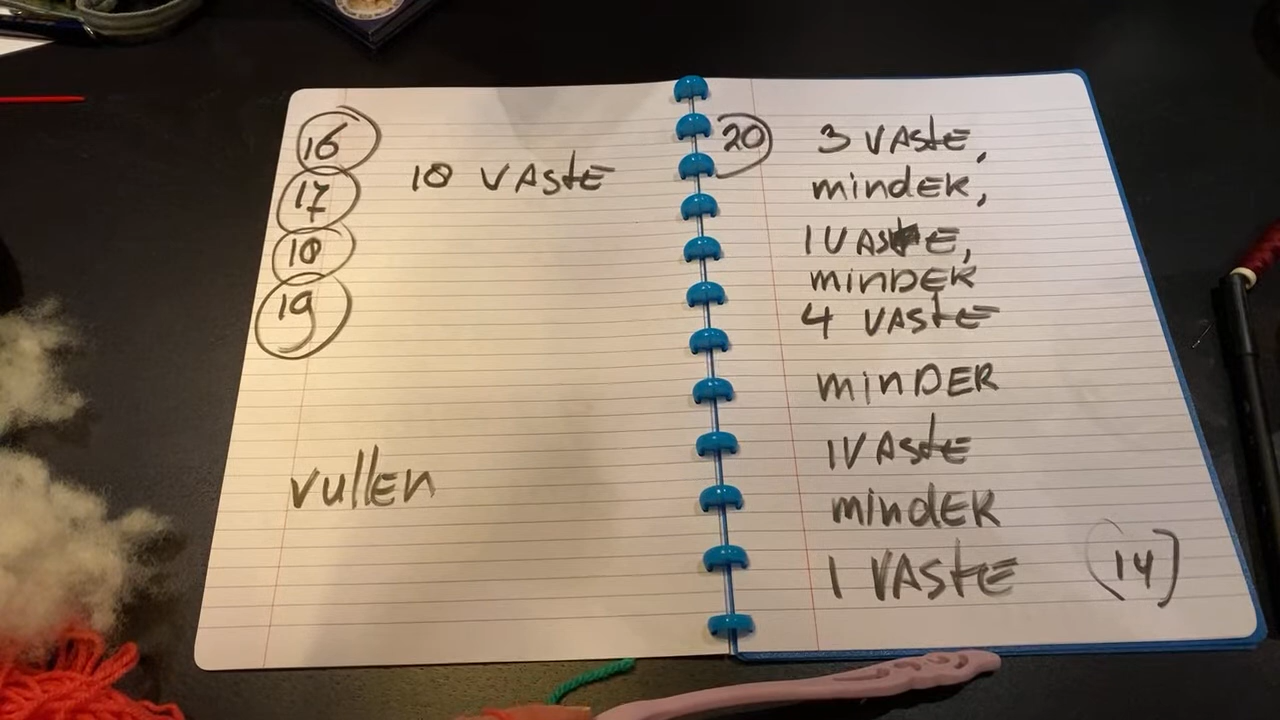 16
18 VAStE
17
18
19
vullEn
20 3 VAStE,
mindER,
1 VAStE,
minDER
4 VAStE
minDER
1 VAStE
mindER
1 VAStE (14)